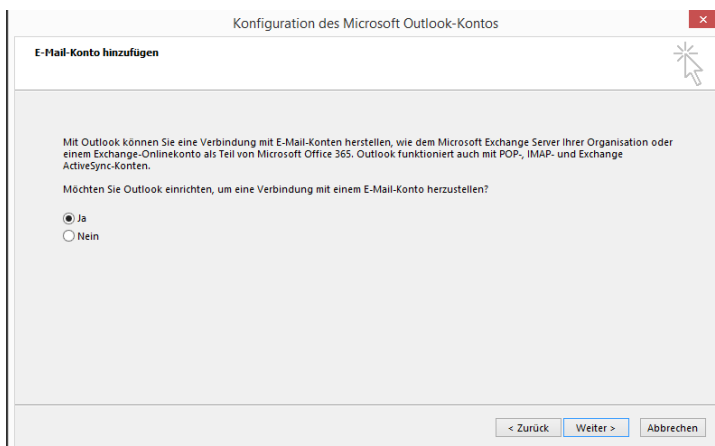 Konfiguration des Microsoft Outlook-Kontos
E-Mail-Konto hinzufügen
Mit Outlook können Sie eine Verbindung mit E-Mail-Konten herstellen, wie dem Microsoft Exchange Server Ihrer Organisation oder
einem Exchange-Onlinekonto als Teil von Microsoft Office 365. Outlook funktioniert auch mit POP-, IMAP- und Exchange
ActiveSync-Konten.
Möchten Sie Outlook einrichten, um eine Verbindung mit einem E-Mail-Konto herzustellen?
Ja
Nein
< Zurück Weiter > Abbrechen